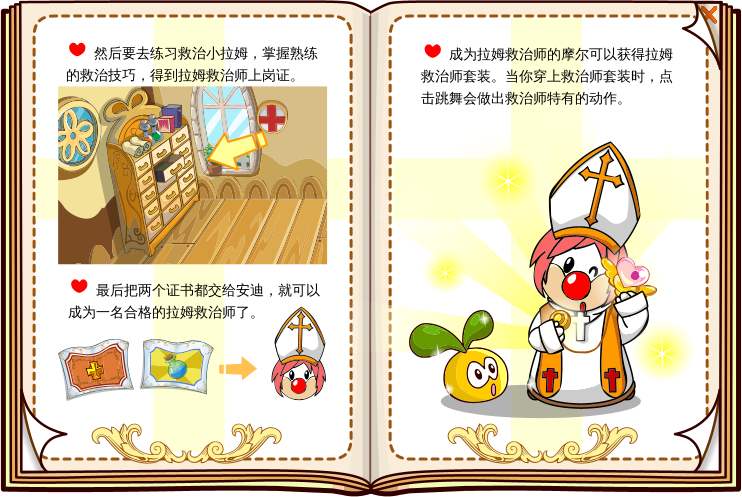 然后要去练习救治小拉姆，掌握熟练
的救治技巧，得到拉姆救治师上岗证。
最后把两个证书都交给安迪，就可以
成为一名合格的拉姆救治师了。
成为拉姆救治师的摩尔可以获得拉姆
救治师套装。当你穿上救治师套装时，点
击跳舞会做出救治师特有的动作。